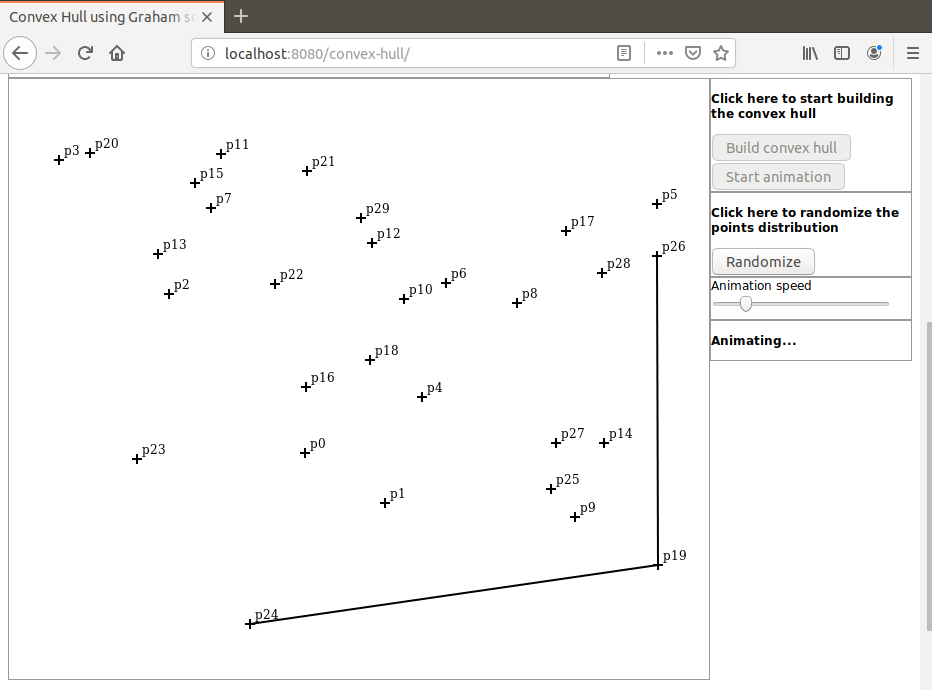 Convex Hull using Graham s
localhost:8080/convex-hull/
Click here to start building
the convex hull
Build convex hull
Start animation
Click here to randomize the
points distribution
Randomize
Animation speed
Animating...
p3
p20
p11
p21
p15
p7
p5
p29
p17
p12
p13
p26
p28
p2
p22
p6
p10
p8
p18
p16
p4
p27
p14
p0
p23
p25
p1
p9
p19
p24